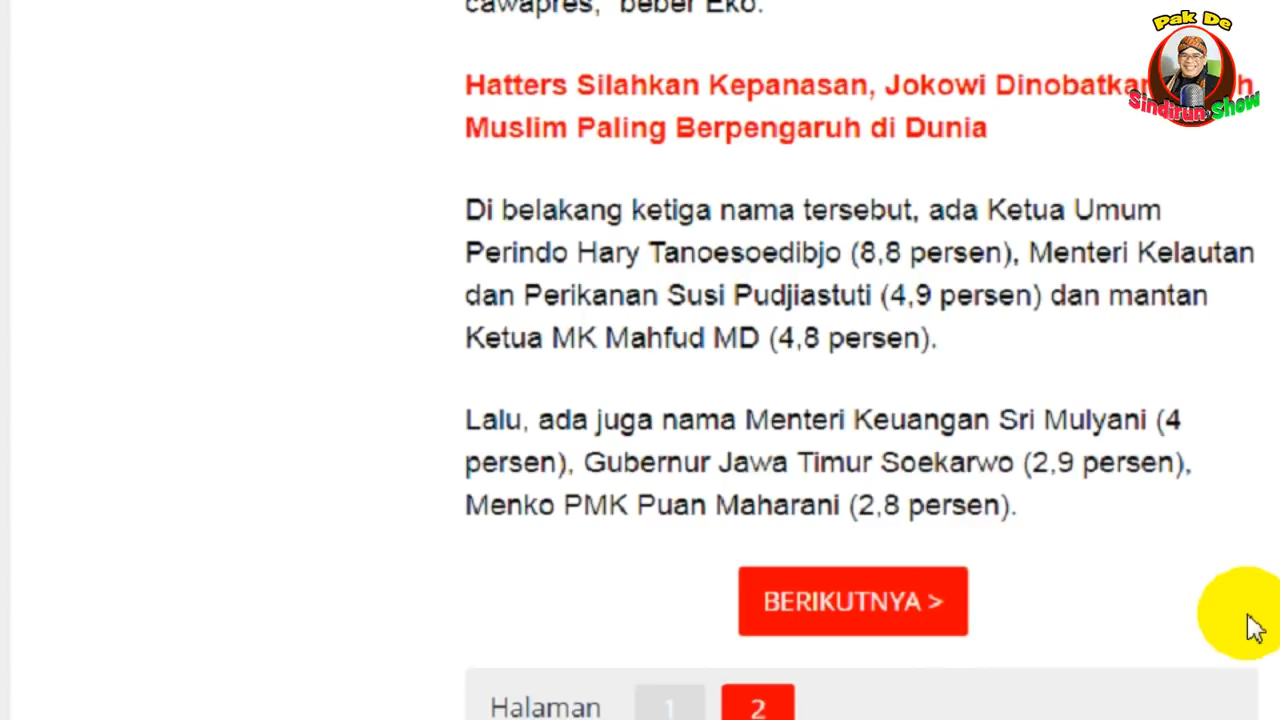 cawapres," beber Eko.
Hatters Silahkan Kepanasan, Jokowi Dinobatkan
Muslim Paling Berpengaruh di Dunia
Di belakang ketiga nama tersebut, ada Ketua Umum
Perindo Hary Tanoesoedibjo (8,8 persen), Menteri Kelautan
dan Perikanan Susi Pudjiastuti (4,9 persen) dan mantan
Ketua MK Mahfud MD (4,8 persen).
Lalu, ada juga nama Menteri Keuangan Sri Mulyani (4
persen), Gubernur Jawa Timur Soekarwo (2,9 persen),
Menko PMK Puan Maharani (2,8 persen).
BERIKUTNYA >
Halaman 1 2
Pak De
Sindirun Show